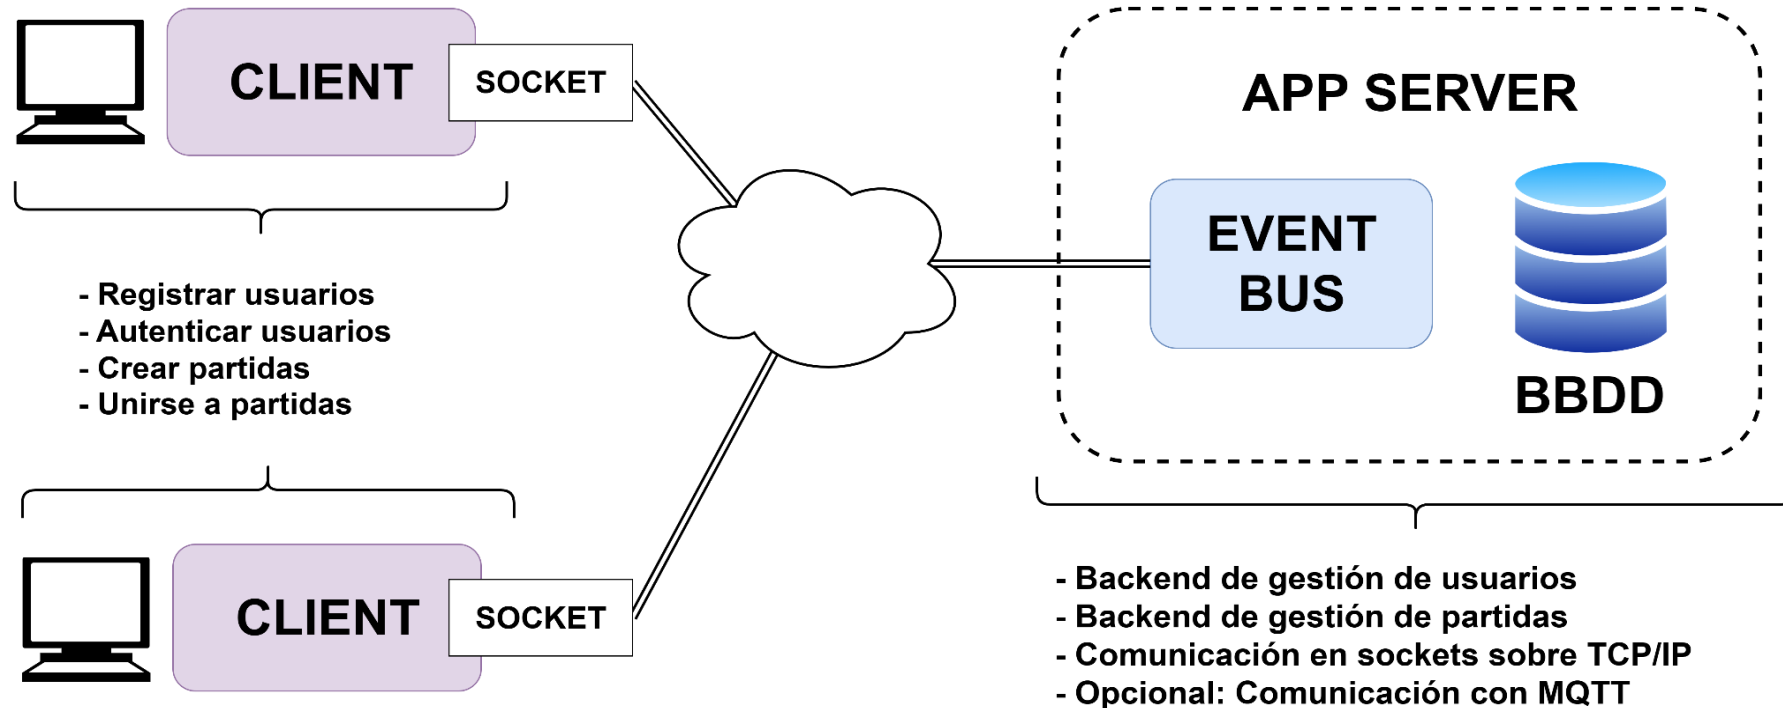 CLIENT
SOCKET
- Registrar usuarios
- Autenticar usuarios
- Crear partidas
- Unirse a partidas
CLIENT
SOCKET
APP SERVER
EVENT
BUS
BBDD
- Backend de gestión de usuarios
- Backend de gestión de partidas
- Comunicación en sockets sobre TCP/IP
- Opcional: Comunicación con MQTT